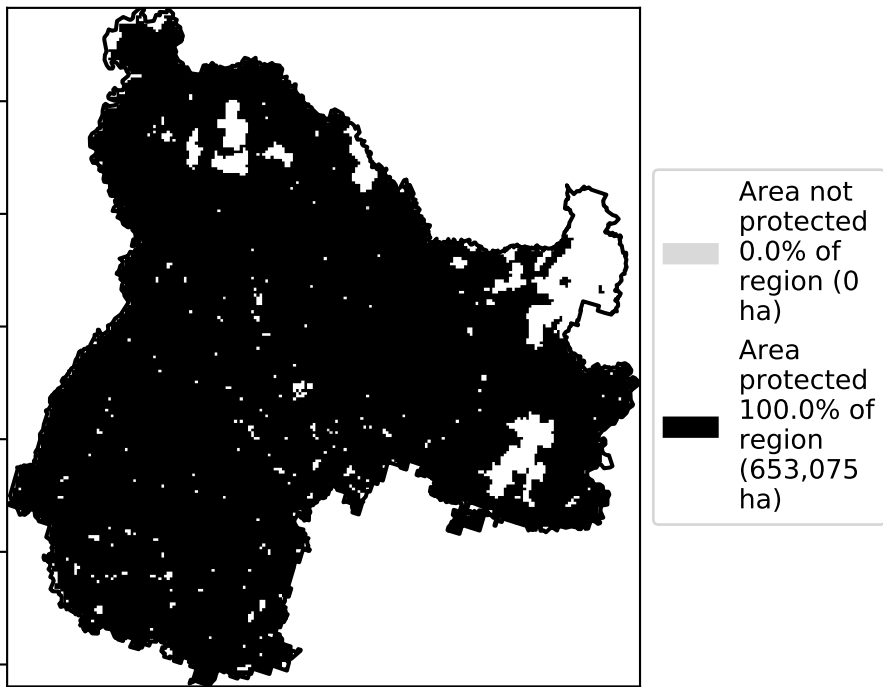 Area not
protected
0.0% of
region (0
ha)
Area
protected
100.0% of
region
(653,075
ha)